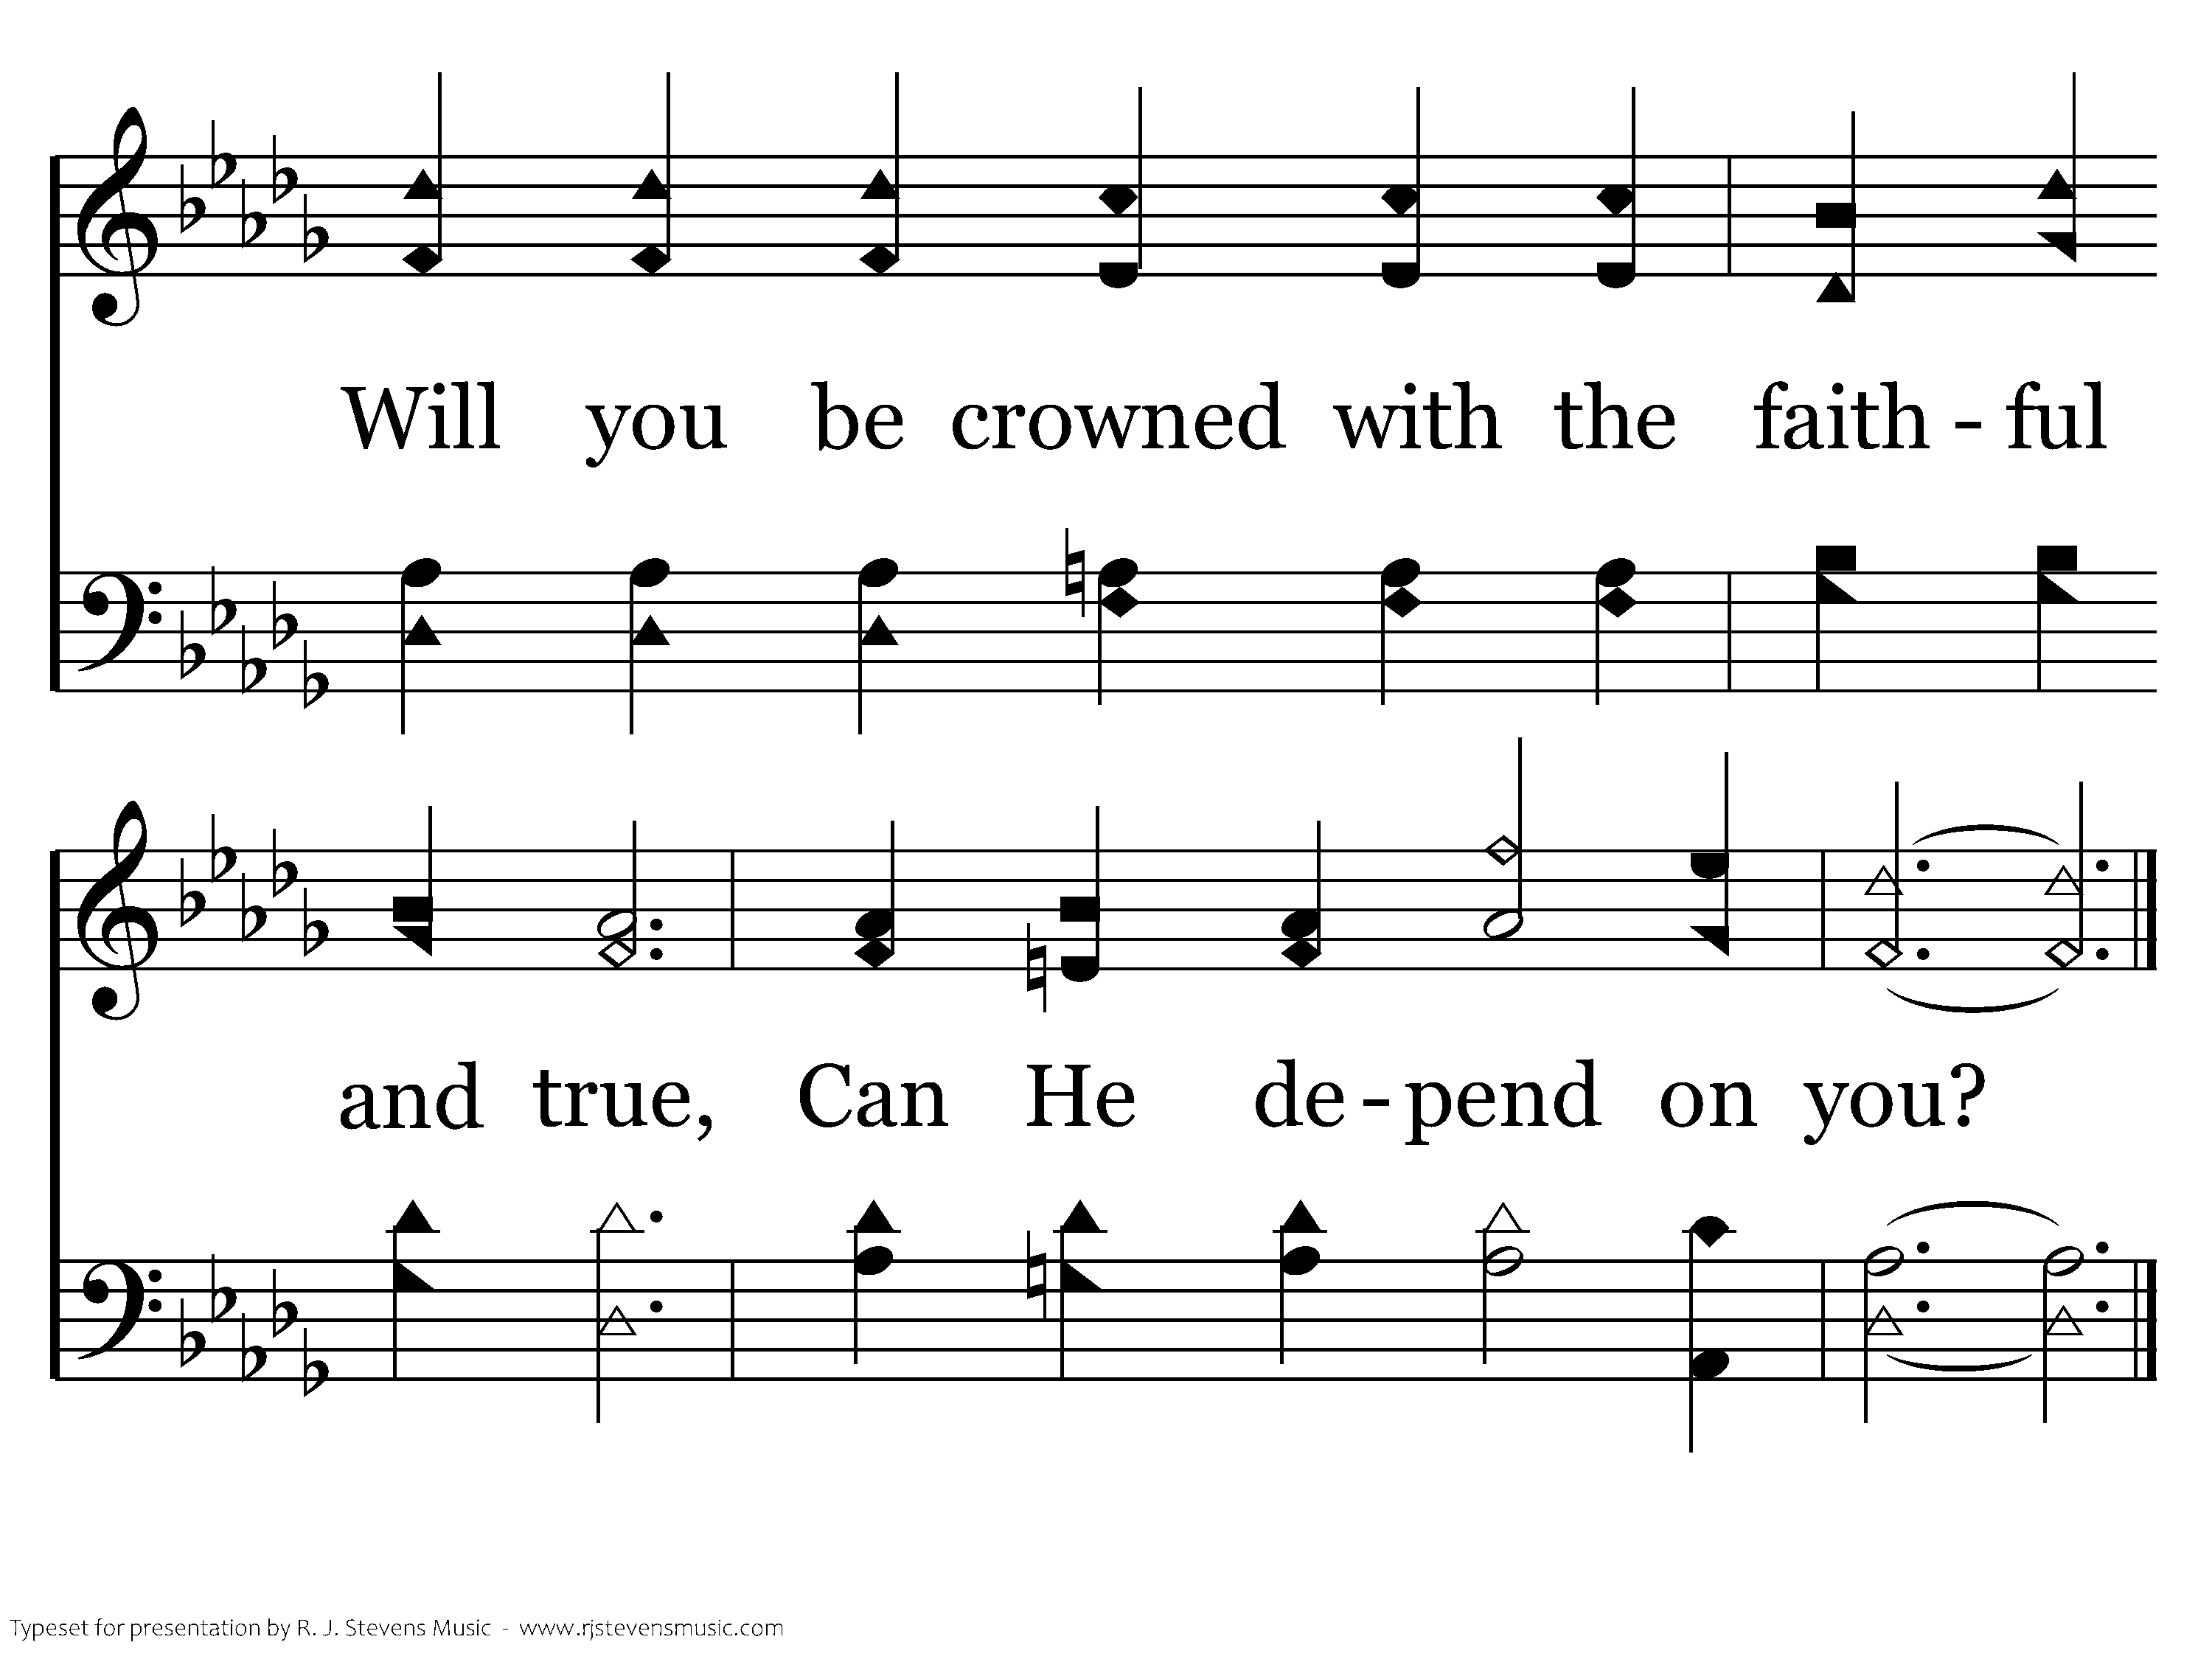 Will you be crowned with the faith - ful
and true, Can He de - pend on you?
Typeset for presentation by R. J. Stevens Music - www.rjstevensmusic.com